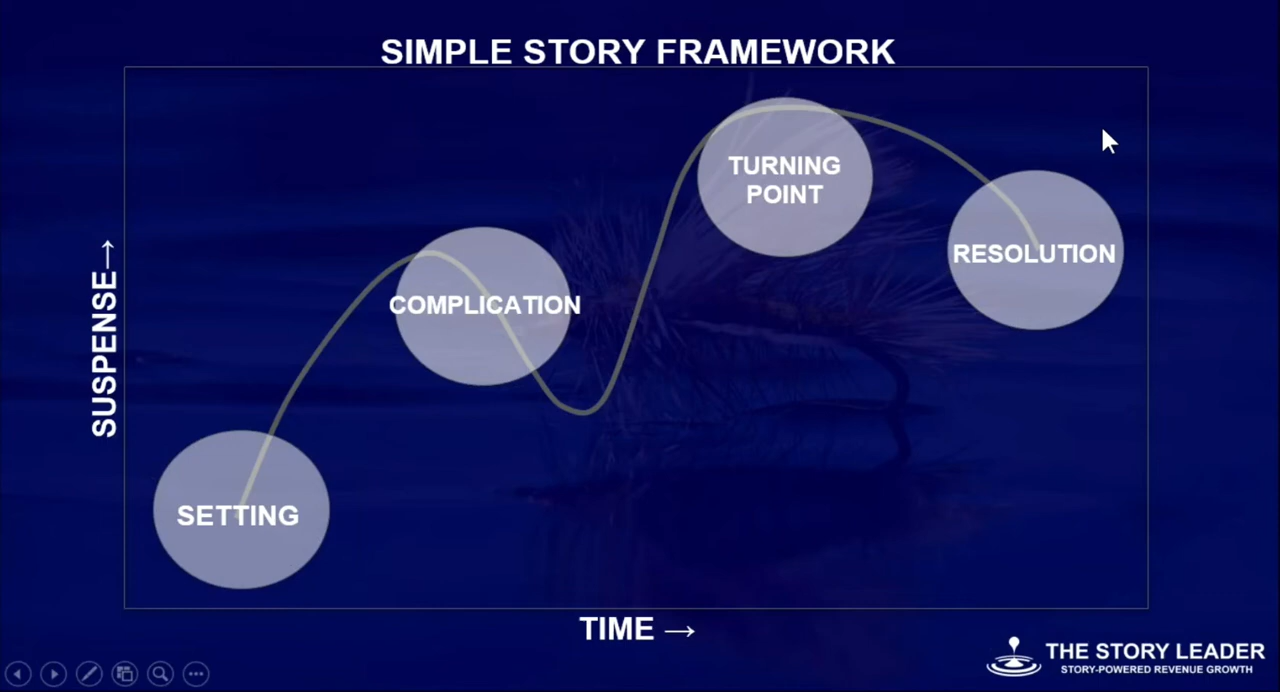 SIMPLE STORY FRAMEWORK
TURNING
POINT
RESOLUTION
COMPLICATION
SUSPENSE→
SETTING
TIME →
THE STORY LEADER
STORY-POWERED REVENUE GROWTH